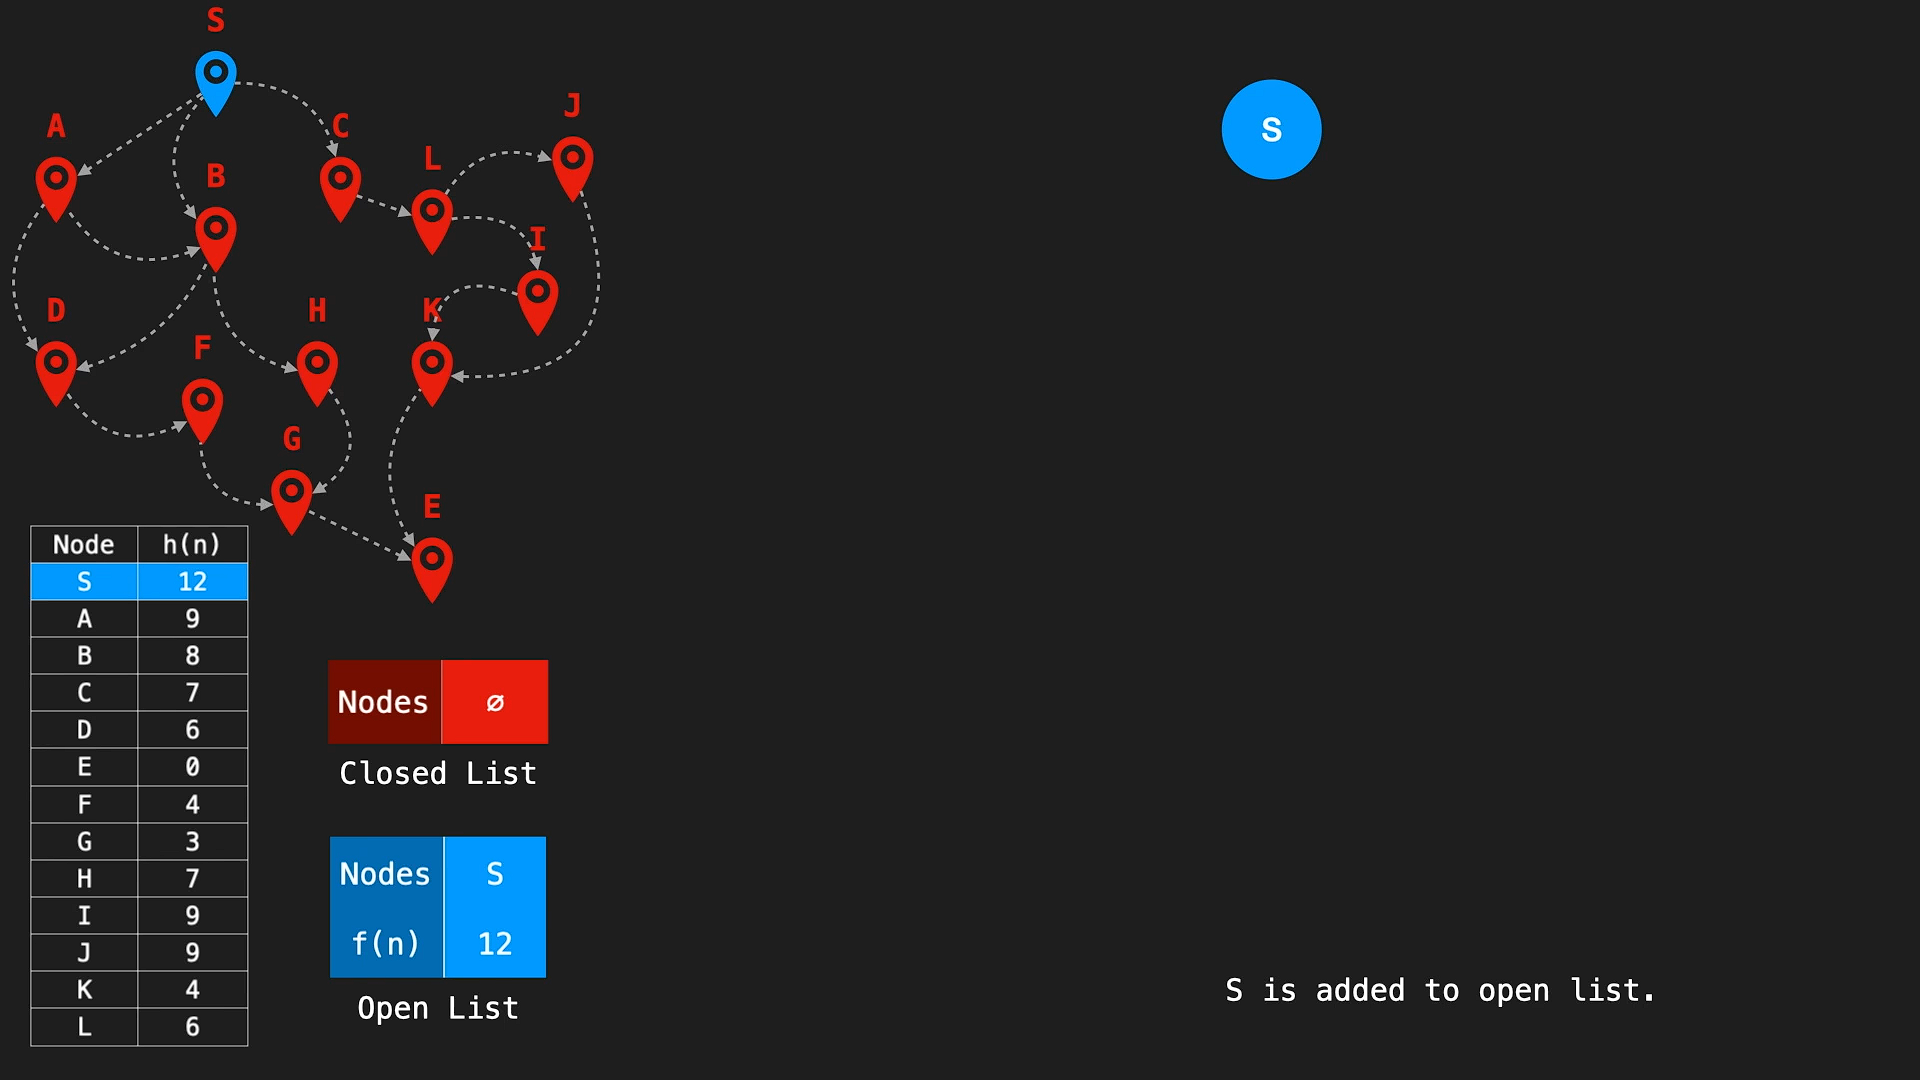 S
A
B
C
L
J
I
D
F
H
K
G
E
S
Node h(n)
S 12
A 9
B 8
C 7
D 6
E 0
F 4
G 3
H 7
I 9
J 9
K 4
L 6
Nodes ∅
Closed List
Nodes S
f(n) 12
Open List
S is added to open list.